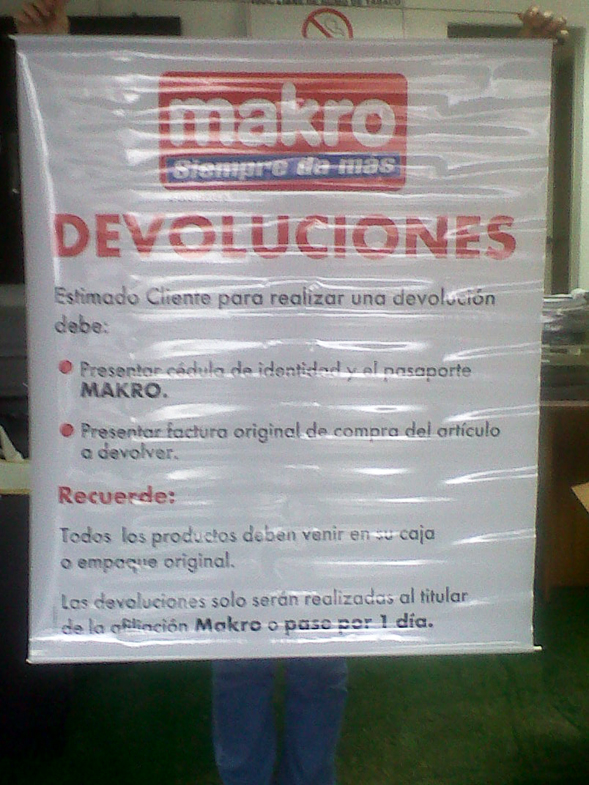 makro
Siempre da más
DEVOLUCIONES
Estimado Cliente para realizar una devolución
debe:
Presentar cédula de identidad y el pasaporte
MAKRO.
Presentar factura original de compra del artículo
a devolver.
Recuerde:
Todos los productos deben venir en su caja
o empaque original.
Las devoluciones solo serán realizadas al titular
de la afiliación Makro o pase por 1 día.